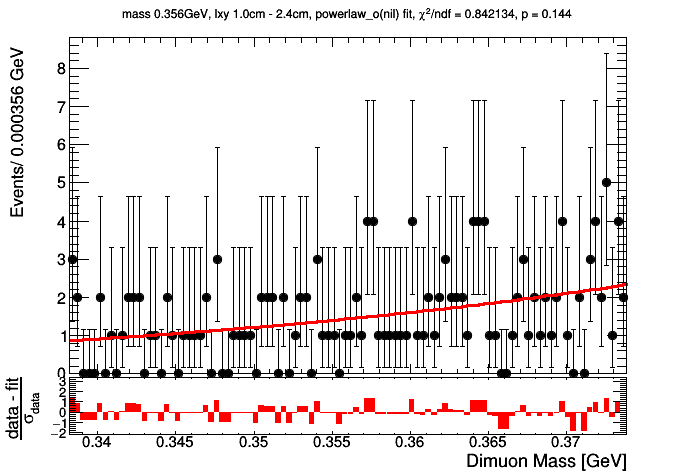 mass 0.356GeV, lxy 1.0cm - 2.4cm, powerlaw_o(nil) fit, χ²/ndf = 0.842134, p = 0.144
Events/ 0.000356 GeV
8
7
6
5
4
3
2
1
0
data - fit
σdata
3
2
1
0
−1
−2
0.34 0.345 0.35 0.355 0.36 0.365 0.37
Dimuon Mass [GeV]